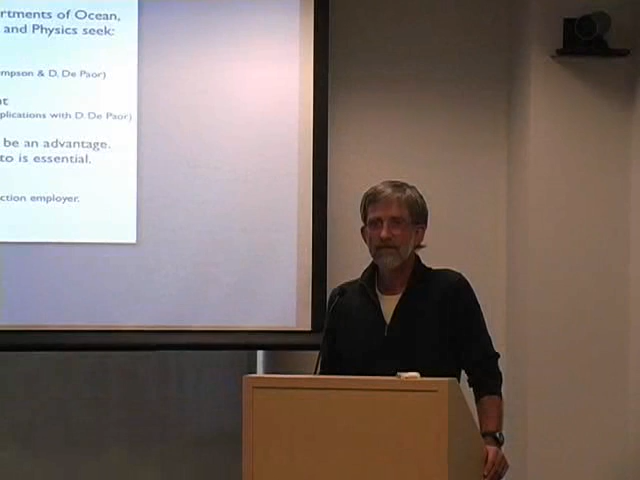 rtments of Ocean,
and Physics seek:
mpson & D. De Paor)
nt
plications with D. De Paor)
be an advantage.
to is essential.
ction employer.